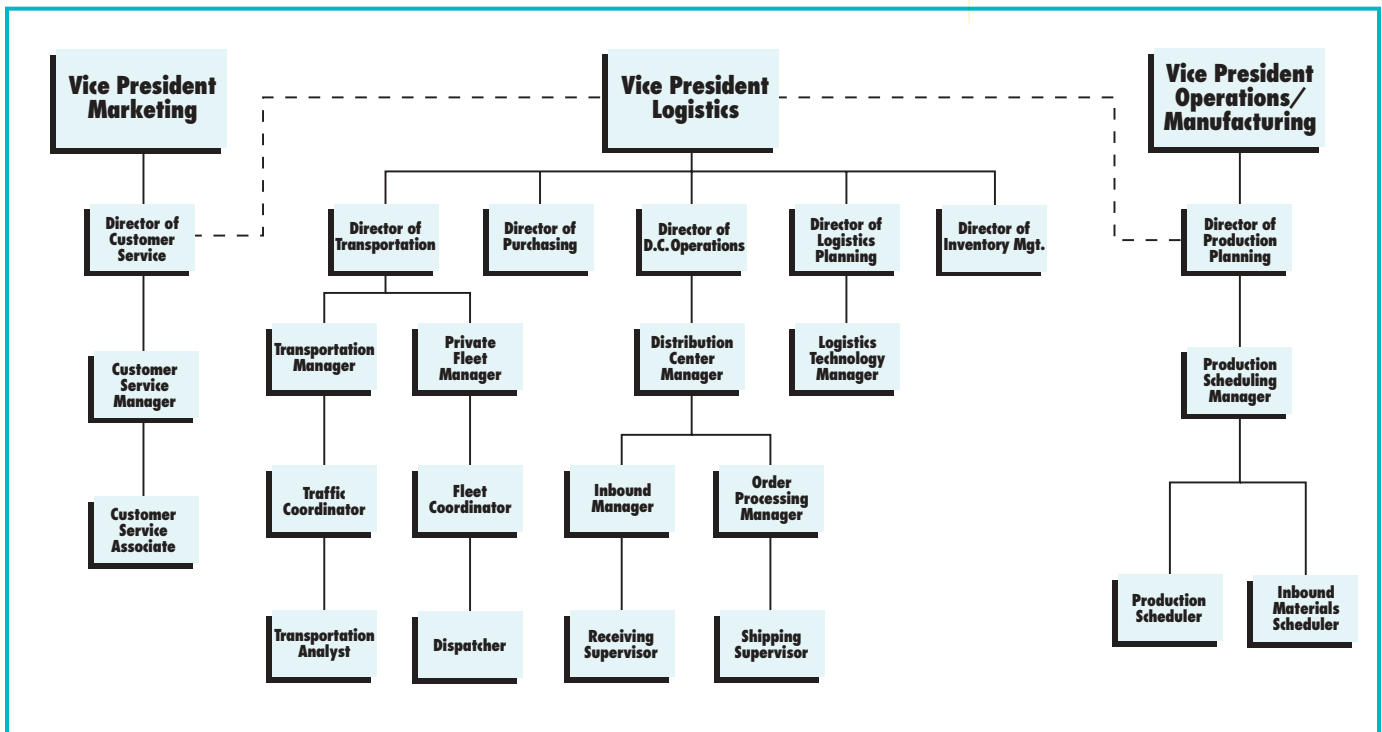 Vice President
Marketing
Vice President
Logistics
Vice President
Operations/
Manufacturing
Director of
Customer
Service
Director of
Transportation
Director of
Purchasing
Director of
D.C. Operations
Director of
Logistics
Planning
Director of
Inventory Mgt.
Director of
Production
Planning
Customer
Service
Manager
Transportation
Manager
Private
Fleet
Manager
Distribution
Center
Manager
Logistics
Technology
Manager
Production
Scheduling
Manager
Customer
Service
Associate
Traffic
Coordinator
Fleet
Coordinator
Inbound
Manager
Order
Processing
Manager
Transportation
Analyst
Dispatcher
Receiving
Supervisor
Shipping
Supervisor
Production
Scheduler
Inbound
Materials
Scheduler